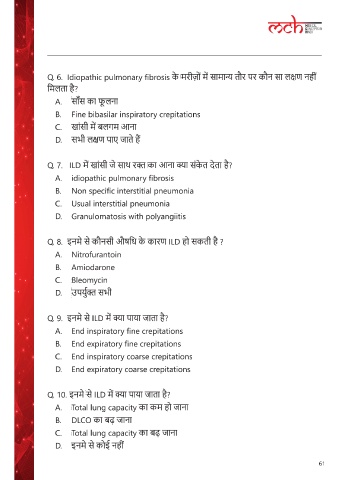 mch
Q. 6. Idiopathic pulmonary fibrosis के मरीज़ों में सामान्य तौर पर कौन सा लक्षण नहीं
मिलता है?
A. साँस का फूलना
B. Fine bibasilar inspiratory crepitations
C. खांसी में बलगम आना
D. सभी लक्षण पाए जाते हैं
Q. 7. ILD में खांसी जे साथ रक्त का आना क्या संकेत देता है?
A. idiopathic pulmonary fibrosis
B. Non specific interstitial pneumonia
C. Usual interstitial pneumonia
D. Granulomatosis with polyangiitis
Q. 8. इनमे से कौनसी औषधि के कारण ILD हो सकती है ?
A. Nitrofurantoin
B. Amiodarone
C. Bleomycin
D. उपर्युक्त सभी
Q. 9. इनमे से ILD में क्या पाया जाता है?
A. End inspiratory fine crepitations
B. End expiratory fine crepitations
C. End inspiratory coarse crepitations
D. End expiratory coarse crepitations
Q. 10. इनमे से ILD में क्या पाया जाता है?
A. Total lung capacity का कम हो जाना
B. DLCO का बढ़ जाना
C. Total lung capacity का बढ़ जाना
D. इनमे से कोई नहीं
61